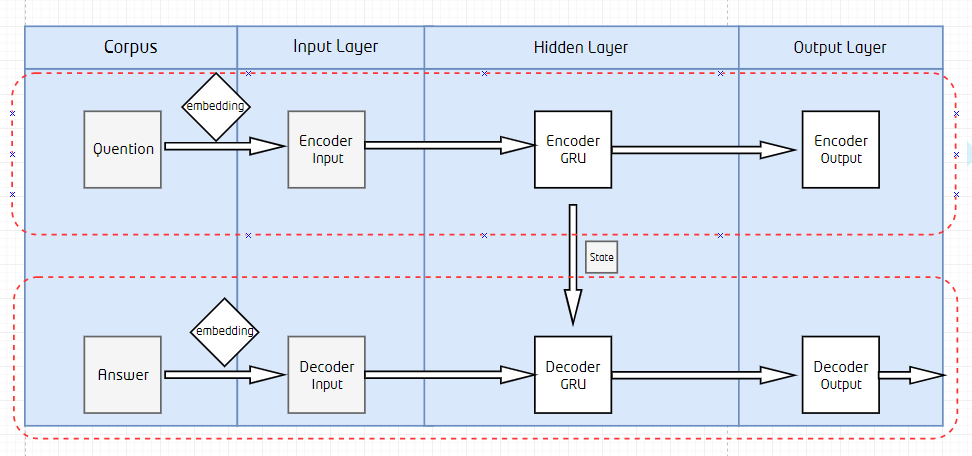 Corpus
Input Layer
Hidden Layer
Output Layer
embedding
Quention
Encoder
Input
Encoder
GRU
Encoder
Output
State
embedding
Answer
Decoder
Input
Decoder
GRU
Decoder
Output